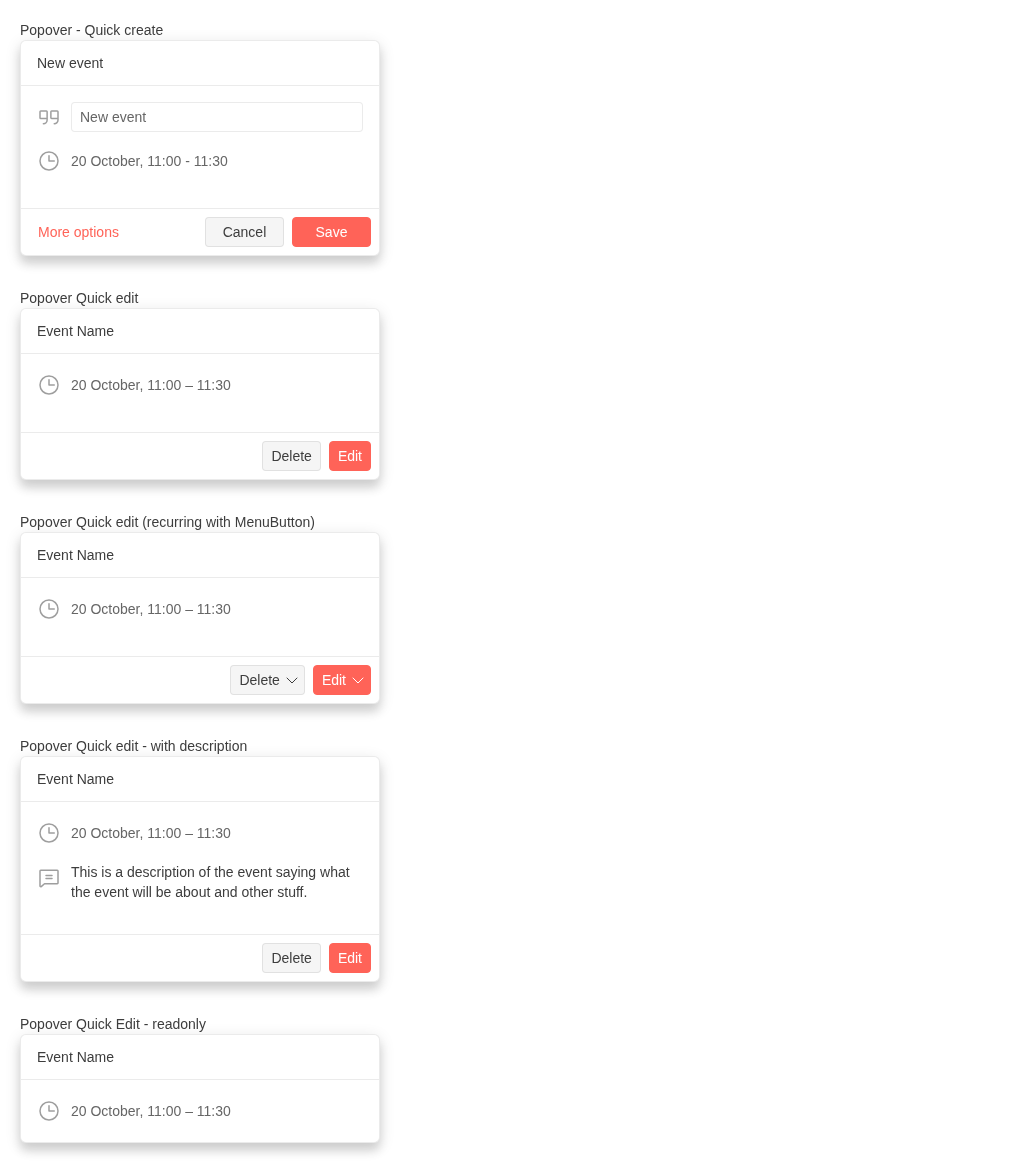 Popover - Quick create
New event
New event
20 October, 11:00 - 11:30
More options
Cancel
Save
Popover Quick edit
Event Name
20 October, 11:00 – 11:30
Delete
Edit
Popover Quick edit (recurring with MenuButton)
Event Name
20 October, 11:00 – 11:30
Delete
Edit
Popover Quick edit - with description
Event Name
20 October, 11:00 – 11:30
This is a description of the event saying what
the event will be about and other stuff.
Delete
Edit
Popover Quick Edit - readonly
Event Name
20 October, 11:00 – 11:30